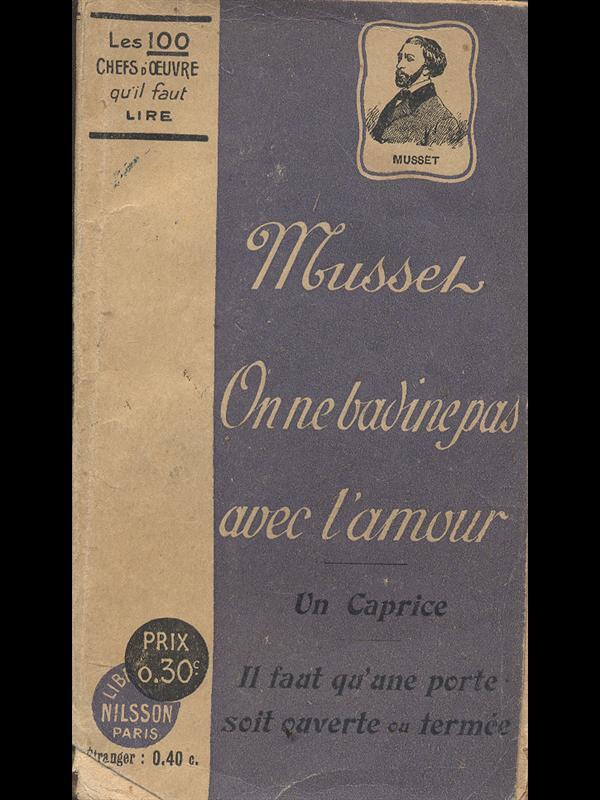 Les 100
CHEFS D'ŒUVRE
qu'il faut
LIRE
MUSSET
Musset
On ne badine pas
avec l'amour
Un Caprice
Il faut qu'une porte
soit ouverte ou fermée
PRIX
0.30c
NILSSON
PARIS
Étranger : 0.40 c.